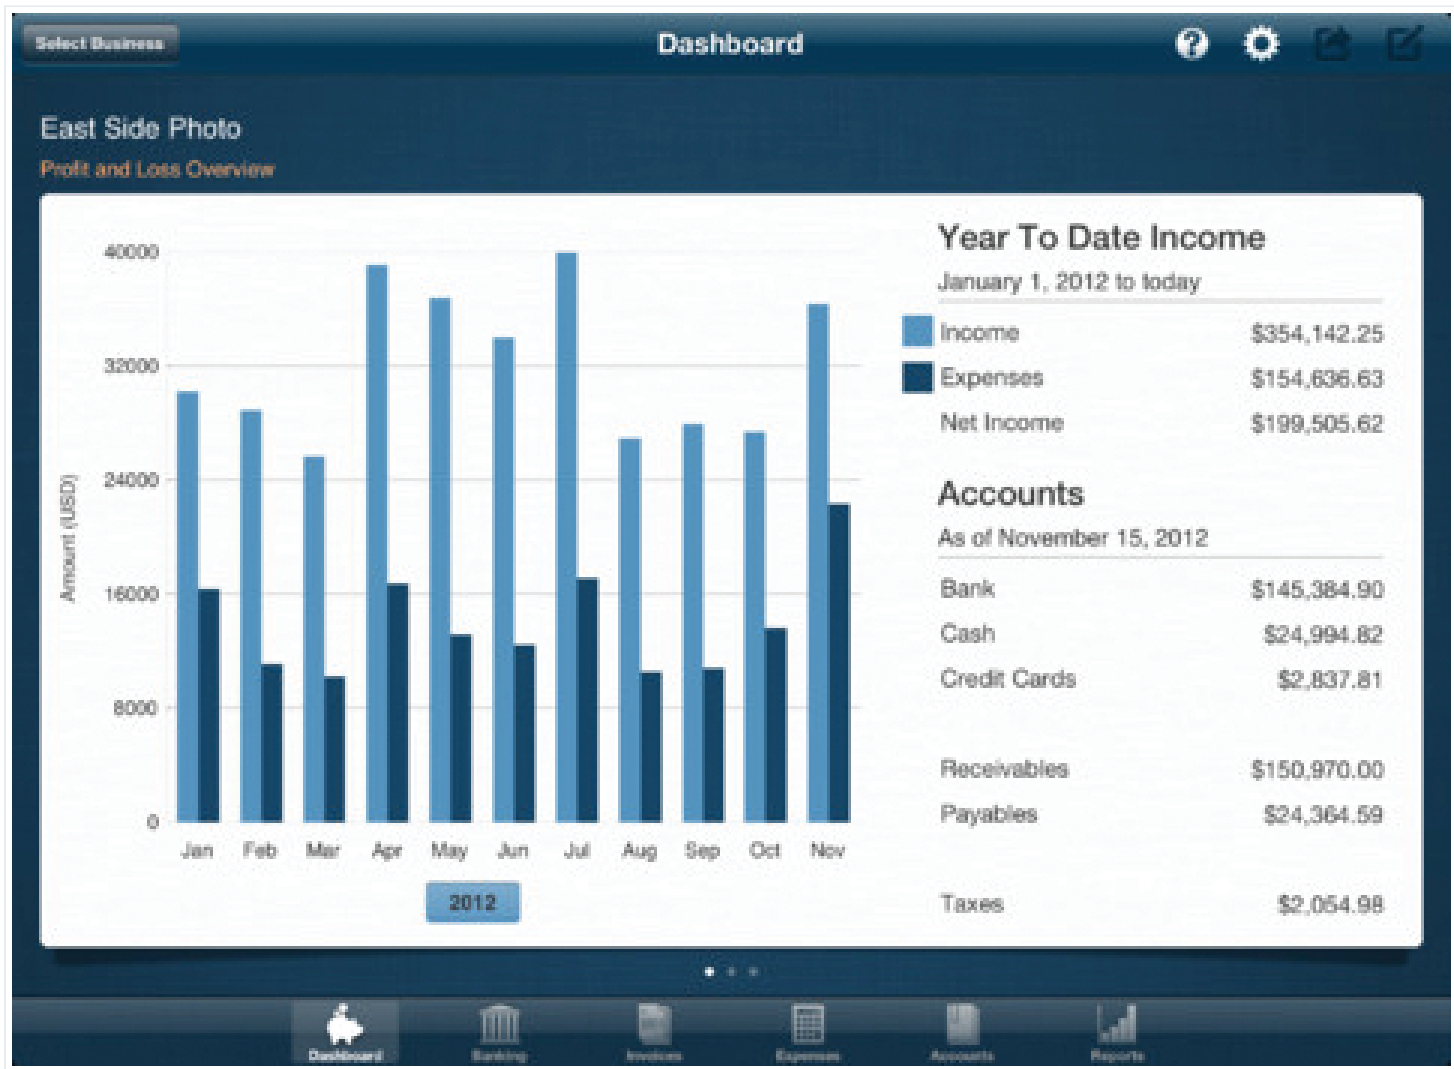 Select Business
Dashboard
East Side Photo
Profit and Loss Overview
40000
32000
24000
16000
8000
0
Amount (USD)
Jan Feb Mar Apr May Jun Jul Aug Sep Oct Nov
2012
Year To Date Income
January 1, 2012 to today
Income $354,142.25
Expenses $154,636.63
Net Income $199,505.62
Accounts
As of November 15, 2012
Bank $145,384.90
Cash $24,994.82
Credit Cards $2,837.81
Receivables $150,970.00
Payables $24,364.59
Taxes $2,054.98
Dashboard Banking Invoices Expenses Accounts Reports